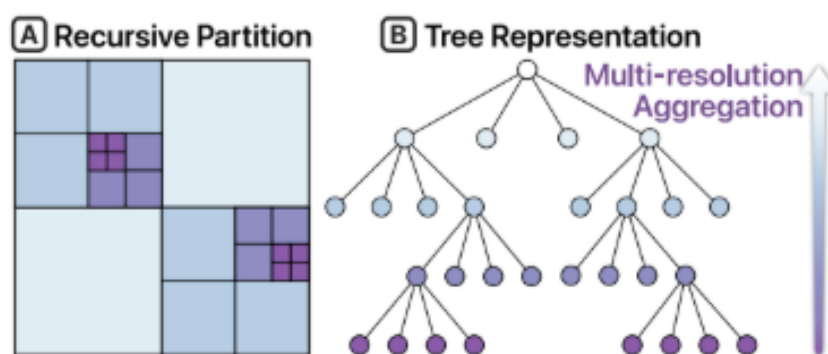 A Recursive Partition
B Tree Representation
Multi-resolution
Aggregation